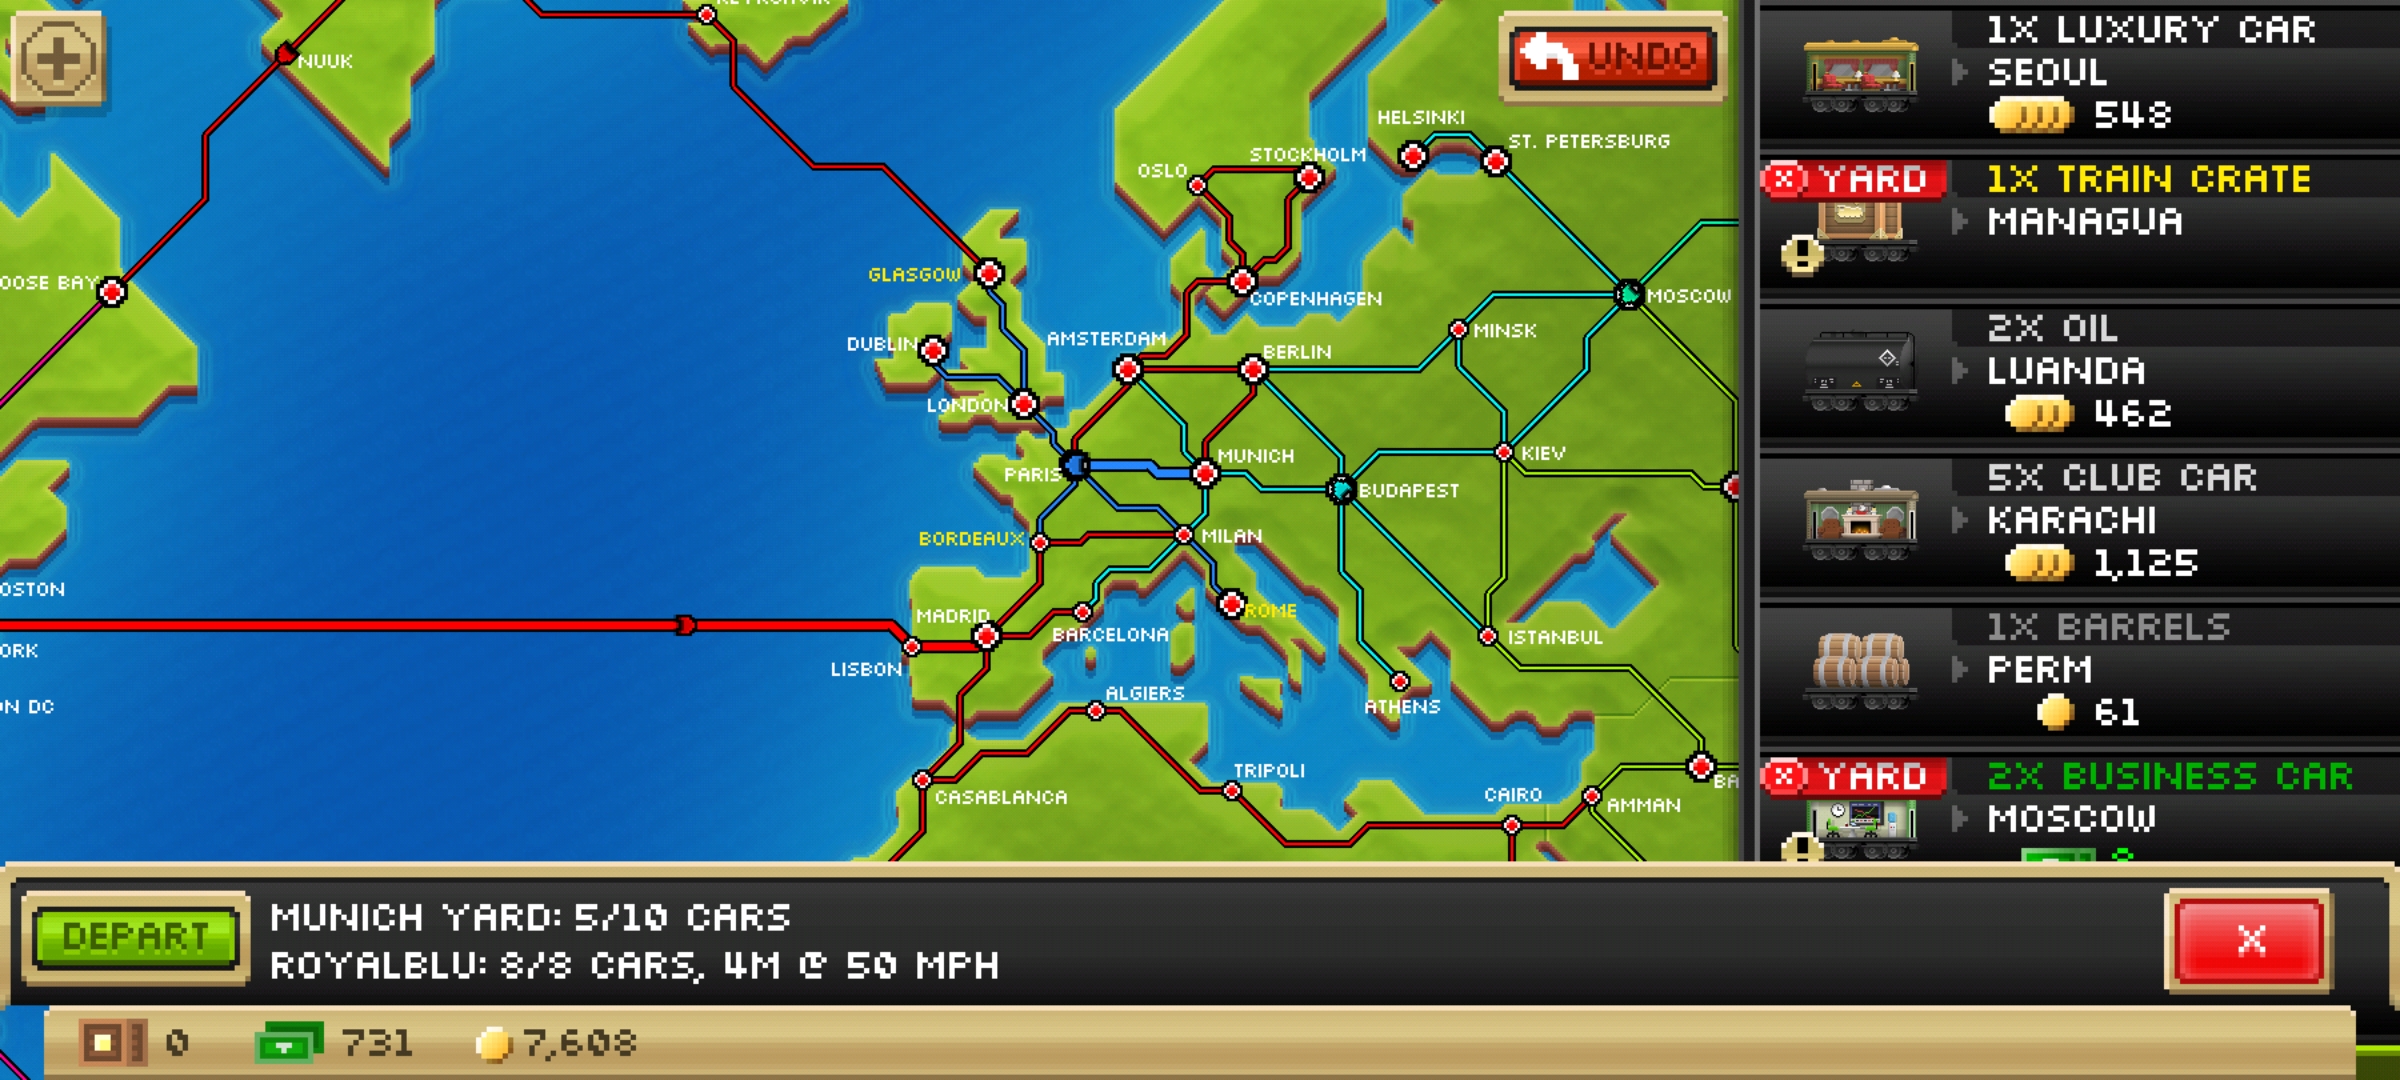 NUUK
UNDO
HELSINKI
ST. PETERSBURG
STOCKHOLM
OSLO
GLASGOW
OOSE BAY
COPENHAGEN
MOSCOW
DUBLIN
AMSTERDAM
MINSK
BERLIN
LONDON
MUNICH
KIEV
PARIS
BUDAPEST
BORDEAUX
MILAN
OSTON
MADRID
ROME
BARCELONA
ISTANBUL
ORK
LISBON
ALGIERS
ATHENS
N DC
TRIPOLI
CASABLANCA
CAIRO
AMMAN
BA
1X LUXURY CAR
SEOUL
548
YARD
1X TRAIN CRATE
MANAGUA
2X OIL
LUANDA
462
5X CLUB CAR
KARACHI
1,125
1X BARRELS
PERM
61
YARD
2X BUSINESS CAR
MOSCOW
DEPART
MUNICH YARD: 5/10 CARS
ROYALBLU: 8/8 CARS, 4M @ 50 MPH
X
0
731
7,608